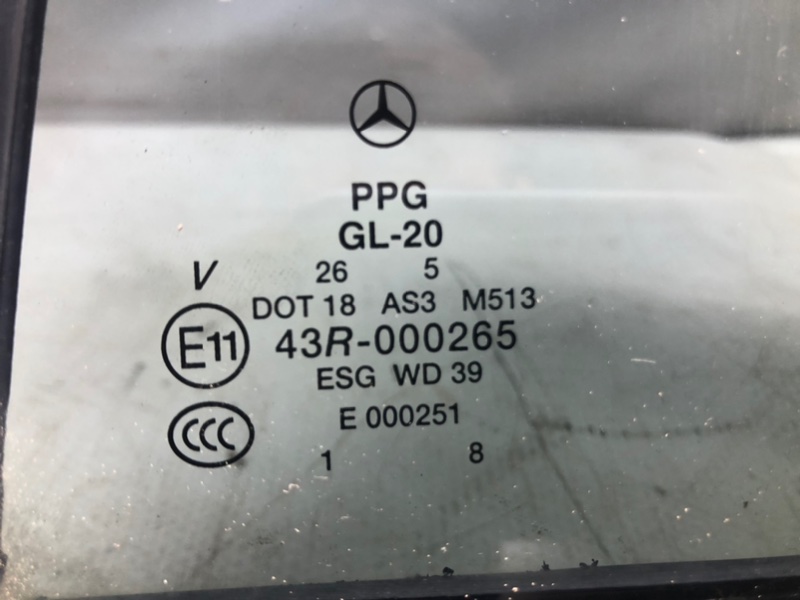 PPG
GL-20
V 26 5
DOT 18 AS3 M513
E11 43R-000265
ESG WD 39
CCC E 000251
1 8